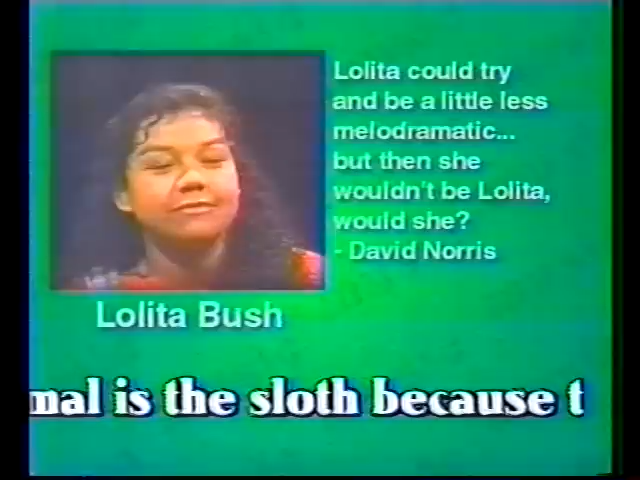 Lolita could try
and be a little less
melodramatic...
but then she
wouldn't be Lolita,
would she?
- David Norris
Lolita Bush
mal is the sloth because t